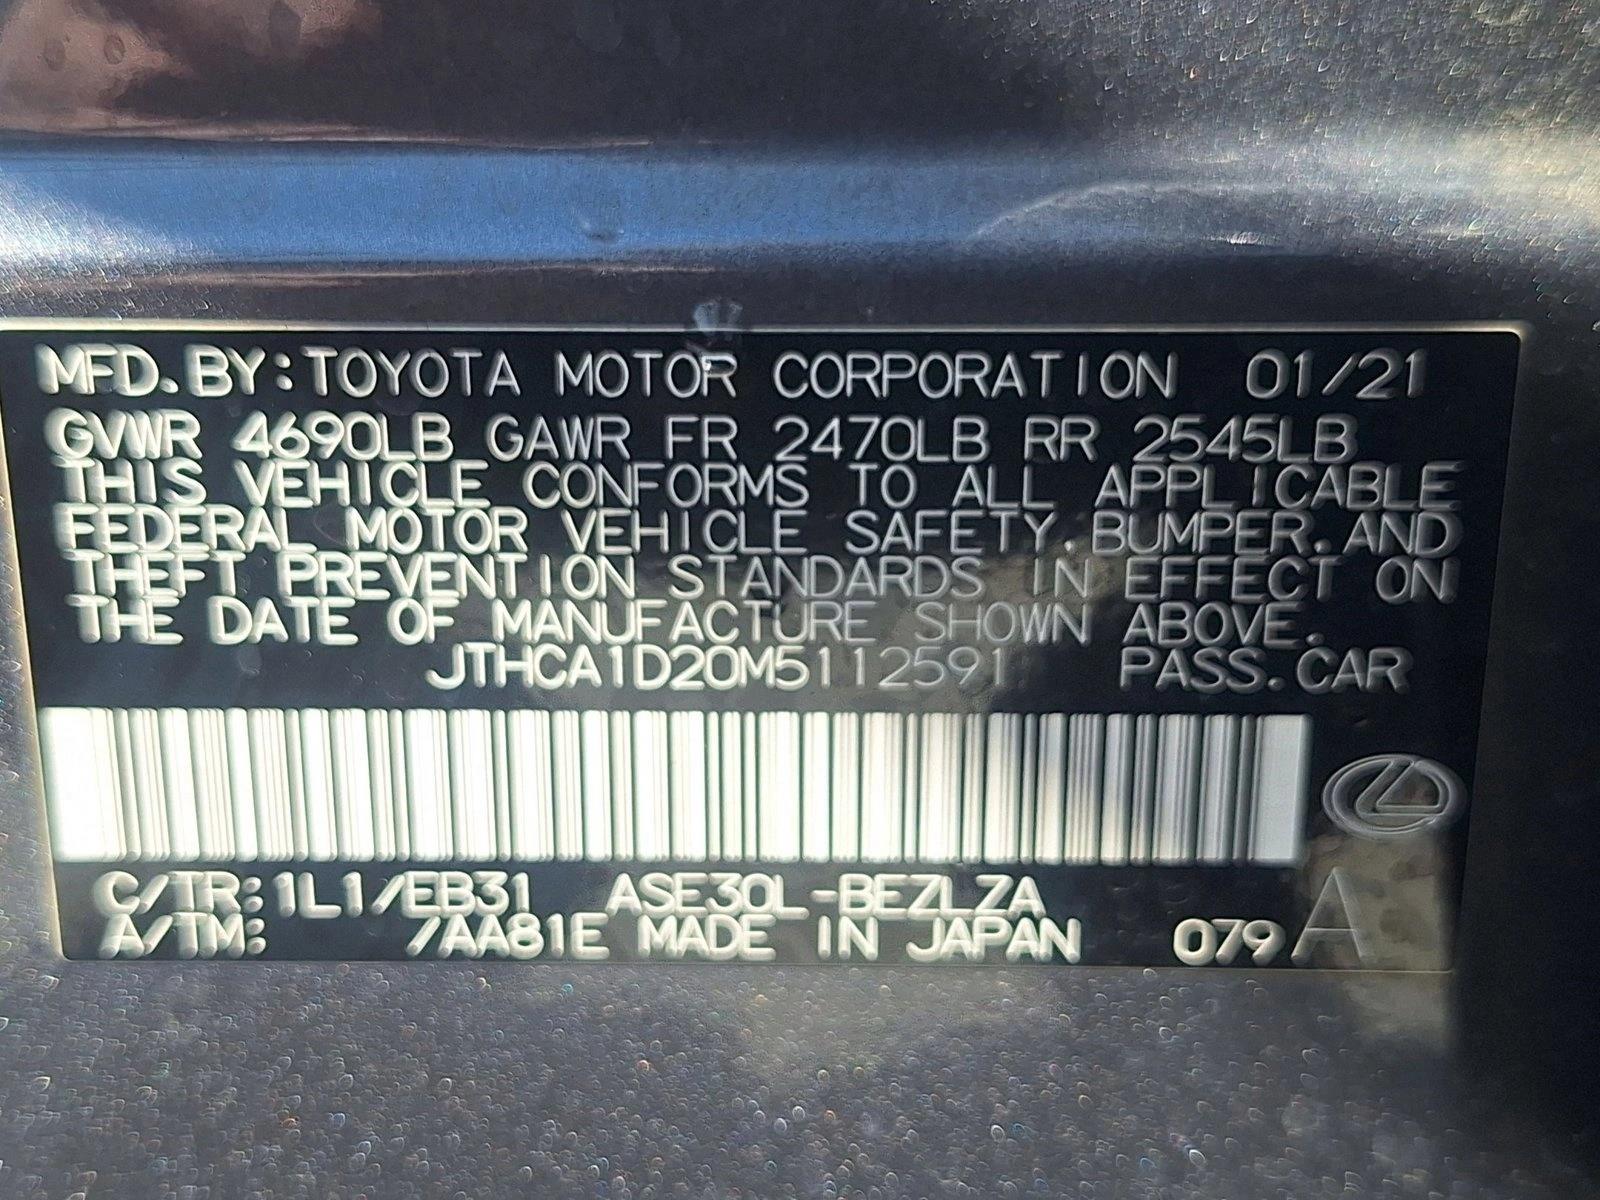 MFD. BY: TOYOTA MOTOR CORPORATION 01/21
GVWR 4690LB GAWR FR 2470LB RR 2545LB
THIS VEHICLE CONFORMS TO ALL APPLICABLE
FEDERAL MOTOR VEHICLE SAFETY BUMPER. AND
THEFT PREVENTION STANDARDS IN EFFECT ON
THE DATE OF MANUFACTURE SHOWN ABOVE.
JTHCA1D20M5112591 PASS. CAR
C/TR: 1L1/EB31 ASE30L-BEZLZA
A/TM: /AA81E MADE IN JAPAN 079 A